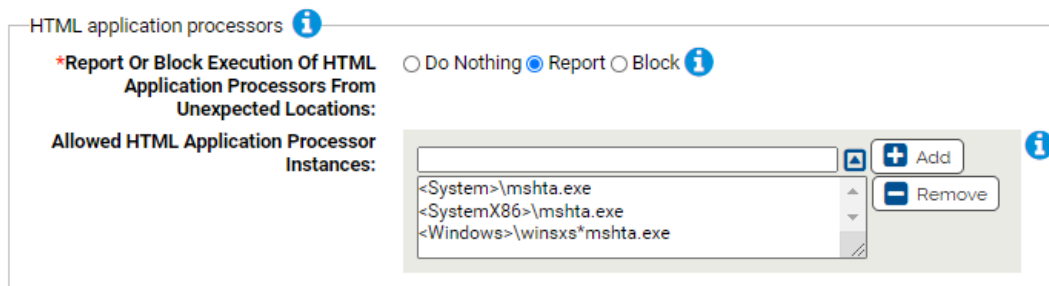 HTML application processors
*Report Or Block Execution Of HTML
Application Processors From
Unexpected Locations:
Do Nothing Report Block
Allowed HTML Application Processor
Instances:
Add
<System>\mshta.exe
<SystemX86>\mshta.exe
<Windows>\winsxs*mshta.exe
Remove